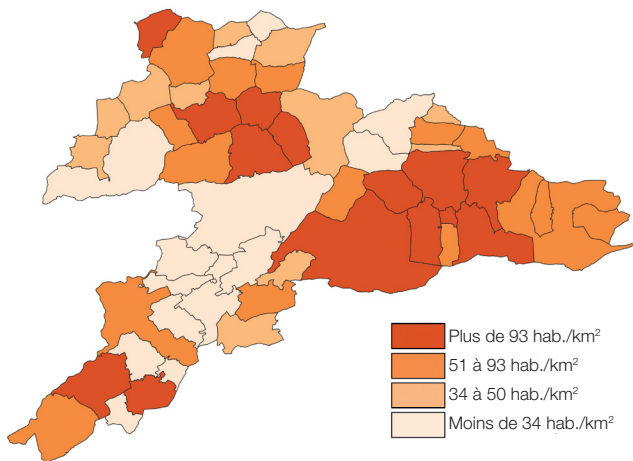 Plus de 93 hab./km²
51 à 93 hab./km²
34 à 50 hab./km²
Moins de 34 hab./km²